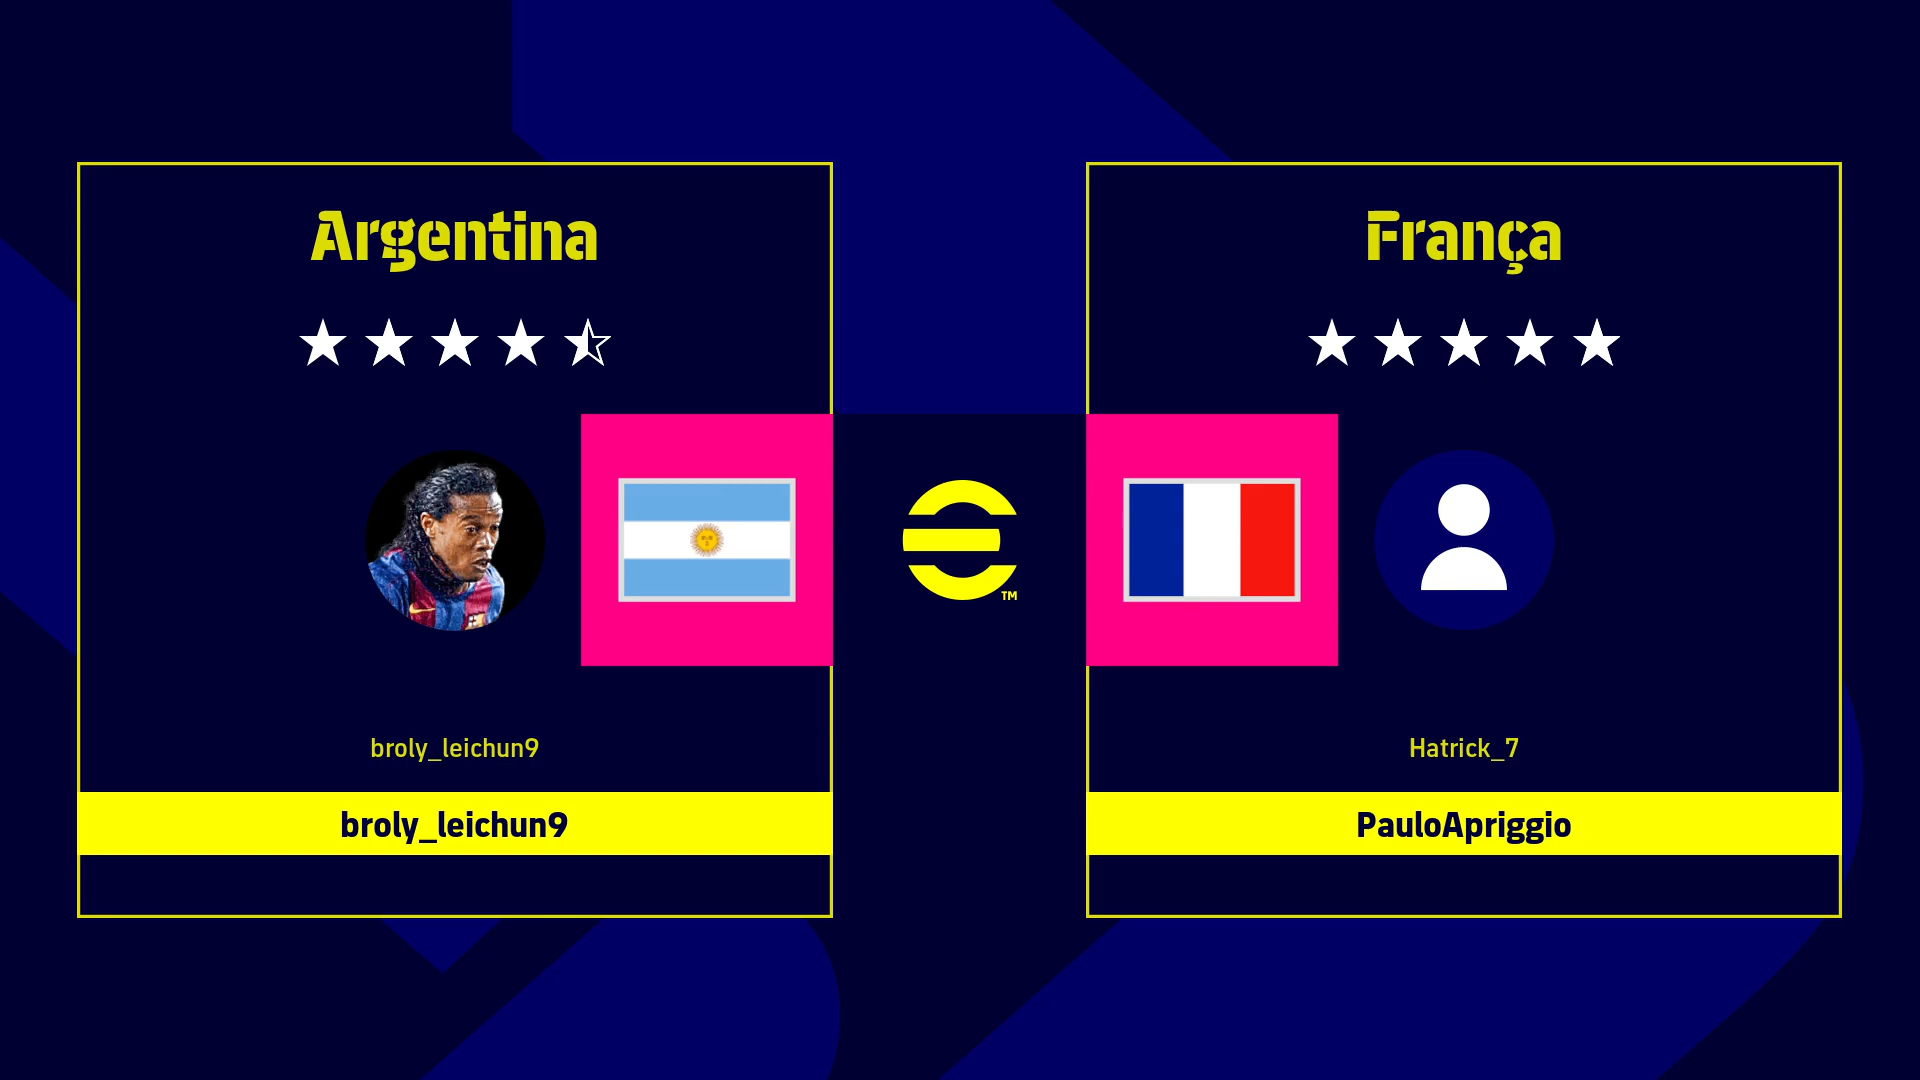 Argentina
França
TM
broly_leichun9
Hatrick_7
broly_leichun9
PauloApriggio